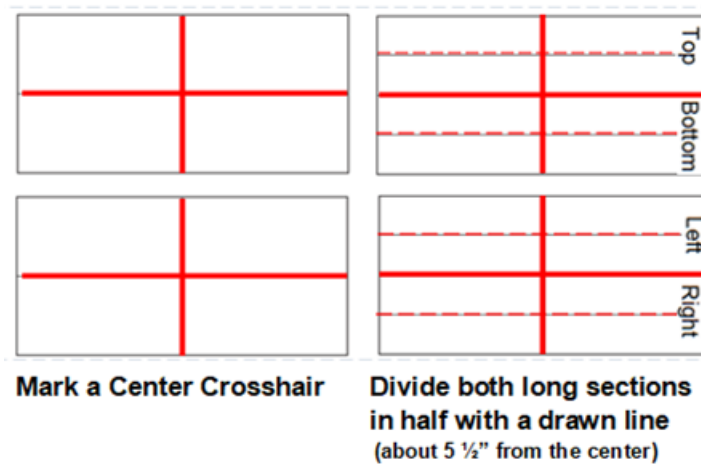 Top
Bottom
Left
Right
Mark a Center Crosshair
Divide both long sections
in half with a drawn line
(about 5 ½” from the center)